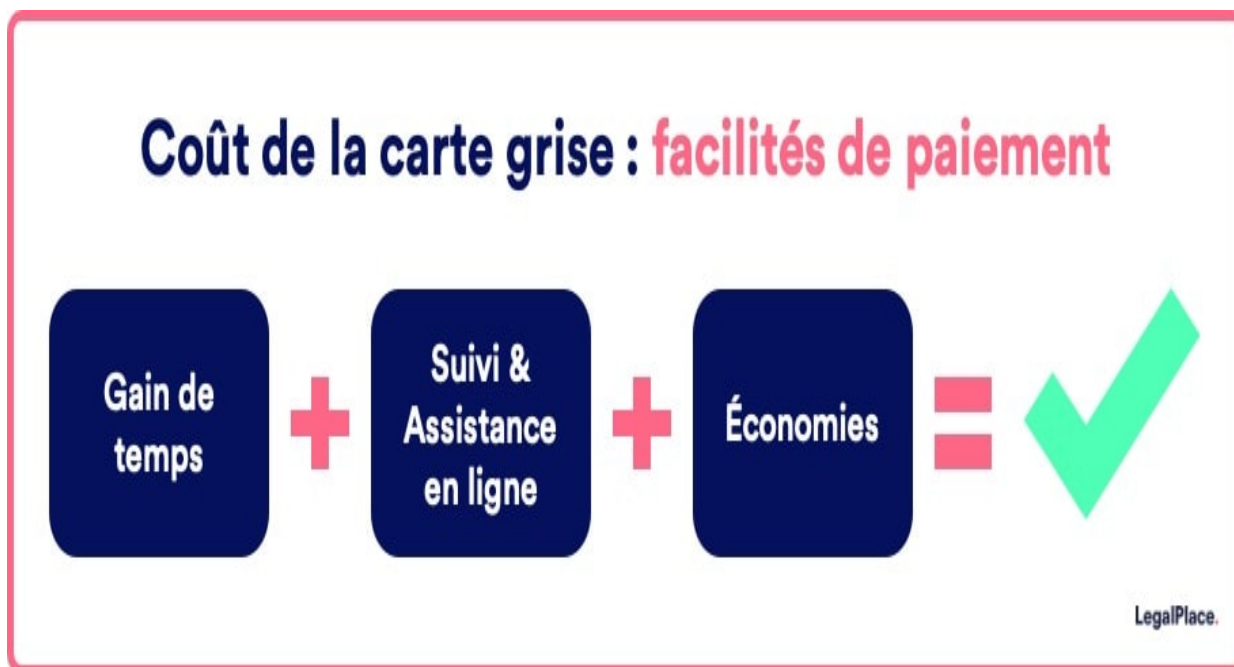 Coût de la carte grise : facilités de paiement
Gain de
temps
+
Suivi &
Assistance
en ligne
+
Économies
=
LegalPlace.